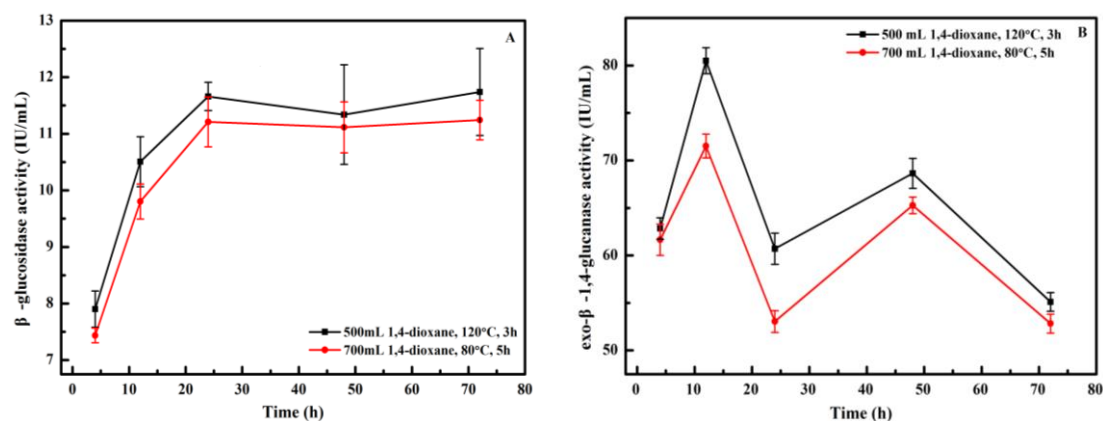 A
β -glucosidase activity (IU/mL)
13
12
11
10
9
8
7
500mL 1,4-dioxane, 120°C, 3h
700mL 1,4-dioxane, 80°C, 5h
0 10 20 30 40 50 60 70 80
Time (h)
B
500 mL 1,4-dioxane, 120°C, 3h
700 mL 1,4-dioxane, 80°C, 5h
exo-β -1,4-glucanase activity (IU/mL)
80
70
60
50
0 10 20 30 40 50 60 70 80
Time (h)